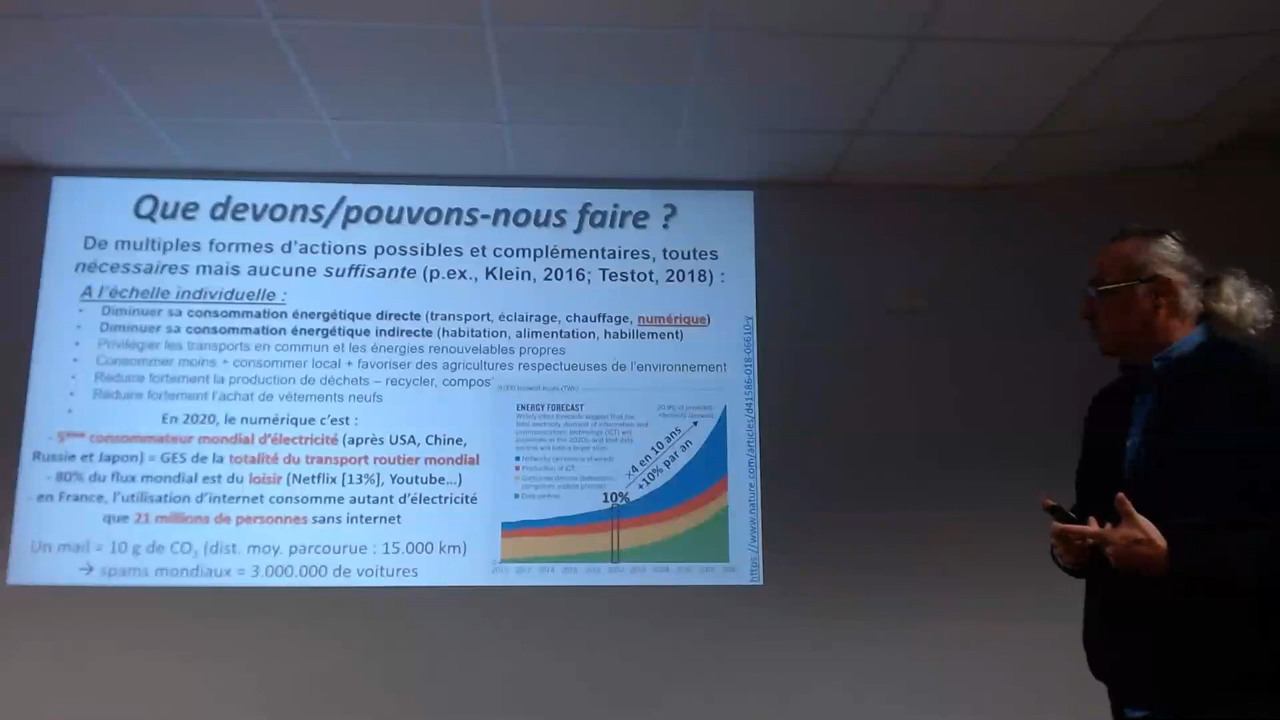 Que devons/pouvons-nous faire ?
De multiples formes d'actions possibles et complémentaires, toutes
nécessaires mais aucune suffisante (p.ex., Klein, 2016; Testot, 2018) :
A l'échelle individuelle :
• Diminuer sa consommation énergétique directe (transport, éclairage, chauffage, numérique)
• Diminuer sa consommation énergétique indirecte (habitation, alimentation, habillement)
• Privilégier les transports en commun et les énergies renouvelables propres
• Consommer moins + consommer local + favoriser des agricultures respectueuses de l'environnement
• Réduire fortement la production de déchets – recycler, compos
• Réduire fortement l'achat de vêtements neufs
•
En 2020, le numérique c'est :
- 5ème consommateur mondial d'électricité (après USA, Chine,
Russie et Japon) = GES de la totalité du transport routier mondial
- 80% du flux mondial est du loisir (Netflix [13%], Youtube...)
- en France, l'utilisation d'internet consomme autant d'électricité
que 21 millions de personnes sans internet
Un mail = 10 g de CO₂ (dist. moy. parcourue : 15.000 km)
→ spams mondiaux = 3.000.000 de voitures
ENERGY FORECAST
Production of ICT
Data centres
×4 en 10 ans
+10% par an
10%
https://www.nature.com/articles/d41586-018-06610-y